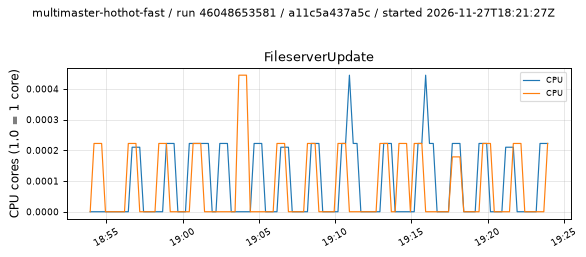 multimaster-hothot-fast / run 46048653581 / a11c5a437a5c / started 2026-11-27T18:21:27Z
FileserverUpdate
CPU cores (1.0 = 1 core)
0.0004
0.0003
0.0002
0.0001
0.0000
CPU
CPU
18:55
19:00
19:05
19:10
19:15
19:20
19:25